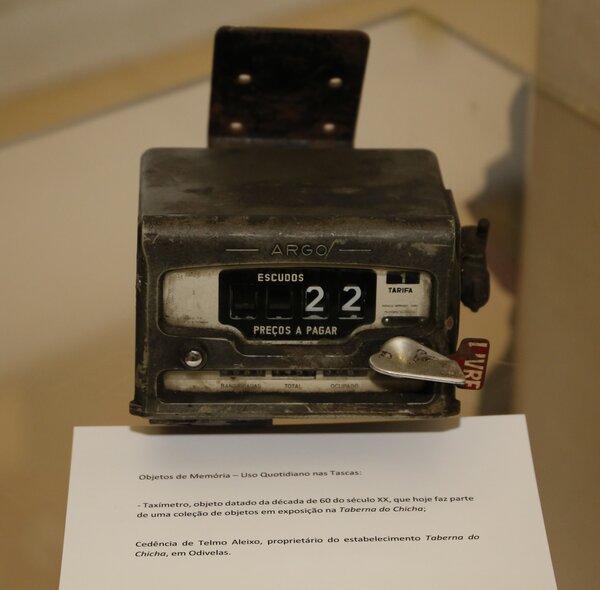 ARGO
ESCUDOS
22
PREÇOS A PAGAR
1
TARIFA
BANDEIRADAS TOTAL OCUPADO
LIVRE
Objetos de Memória – Uso Quotidiano nas Tascas:
- Taxímetro, objeto datado da década de 60 do século XX, que hoje faz parte
de uma coleção de objetos em exposição na Taberna do Chicha;
Cedência de Telmo Aleixo, proprietário do estabelecimento Taberna do
Chicha, em Odivelas.